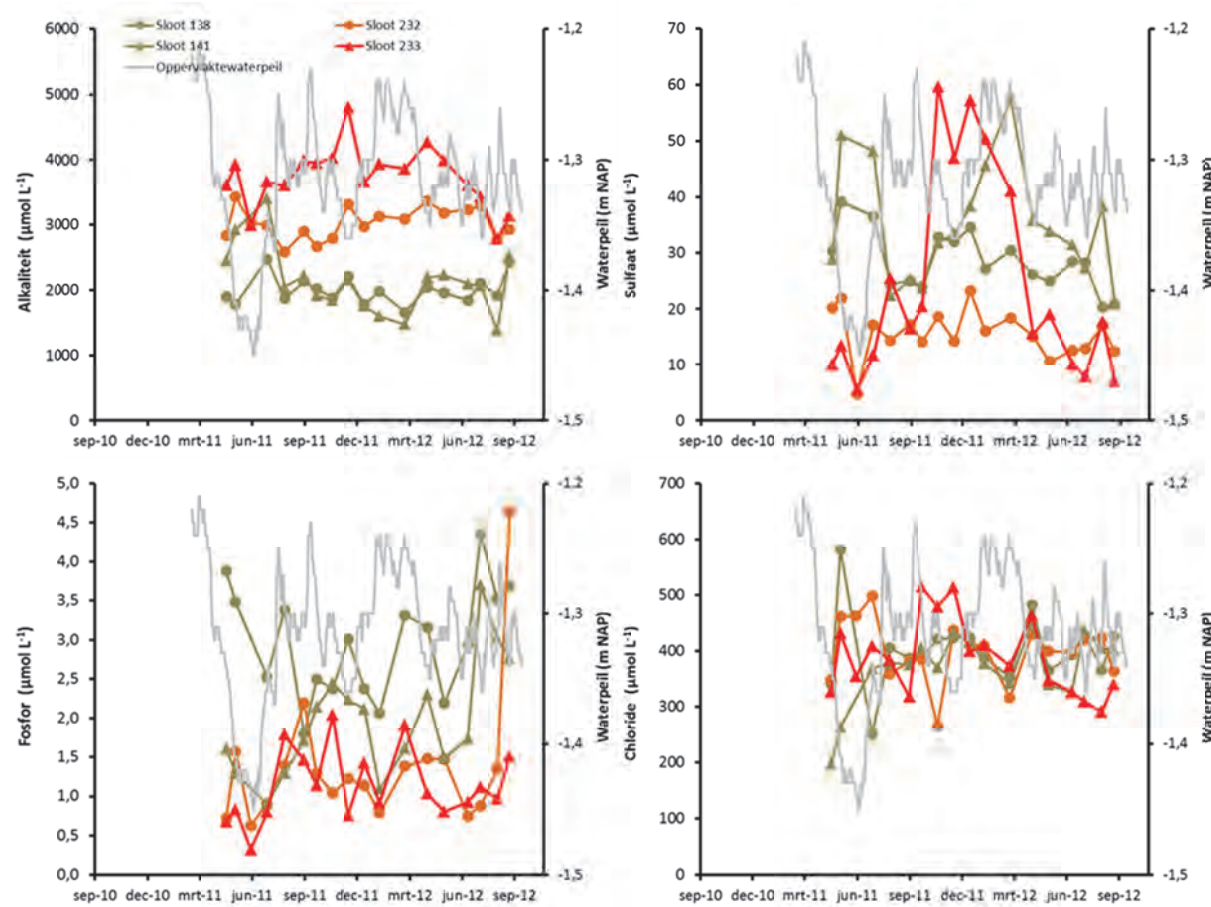 Sloot 138
Sloot 232
Sloot 141
Sloot 233
Oppervlaktewaterpeil
Alkaliteit (µmol L⁻¹)
6000
5000
4000
3000
2000
1000
0
-1,2
-1,3
-1,4
-1,5
Waterpeil (m NAP)
sep-10 dec-10 mrt-11 jun-11 sep-11 dec-11 mrt-12 jun-12 sep-12
Sulfaat (µmol L⁻¹)
70
60
50
40
30
20
10
0
-1,2
-1,3
-1,4
-1,5
Waterpeil (m NAP)
sep-10 dec-10 mrt-11 jun-11 sep-11 dec-11 mrt-12 jun-12 sep-12
Fosfor (µmol L⁻¹)
5,0
4,5
4,0
3,5
3,0
2,5
2,0
1,5
1,0
0,5
0,0
-1,2
-1,3
-1,4
-1,5
Waterpeil (m NAP)
sep-10 dec-10 mrt-11 jun-11 sep-11 dec-11 mrt-12 jun-12 sep-12
Chloride (µmol L⁻¹)
700
600
500
400
300
200
100
0
-1,2
-1,3
-1,4
-1,5
Waterpeil (m NAP)
sep-10 dec-10 mrt-11 jun-11 sep-11 dec-11 mrt-12 jun-12 sep-12